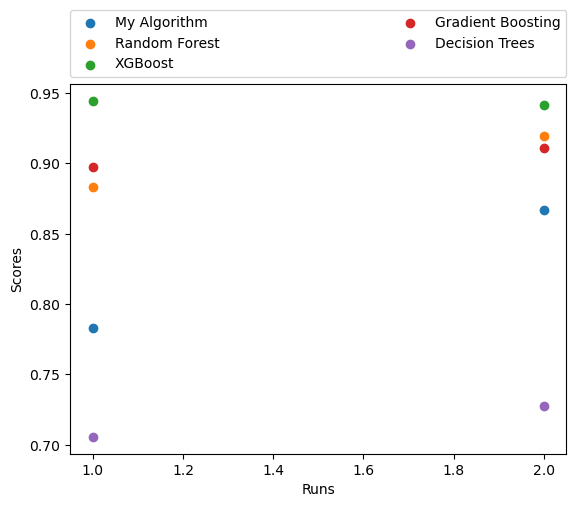 My Algorithm
Random Forest
XGBoost
Gradient Boosting
Decision Trees
0.95
0.90
0.85
0.80
0.75
0.70
Scores
1.0 1.2 1.4 1.6 1.8 2.0
Runs